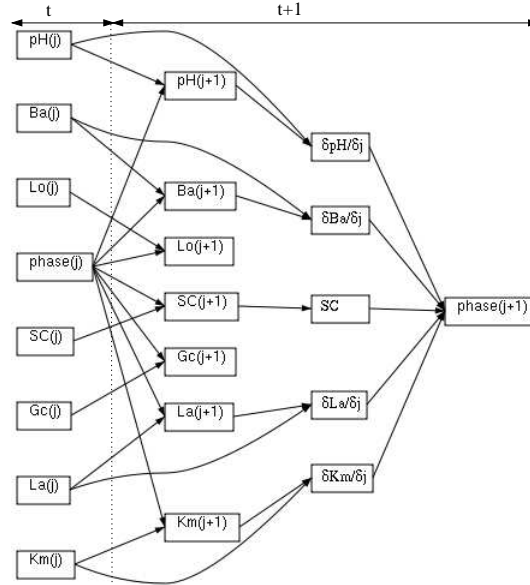 t
t+1
pH(j)
pH(j+1)
Ba(j)
δpH/δj
Lo(j)
Ba(j+1)
δBa/δj
phase(j)
Lo(j+1)
SC(j+1)
SC
phase(j+1)
SC(j)
Gc(j+1)
Gc(j)
La(j+1)
δLa/δj
La(j)
δKm/δj
Km(j+1)
Km(j)